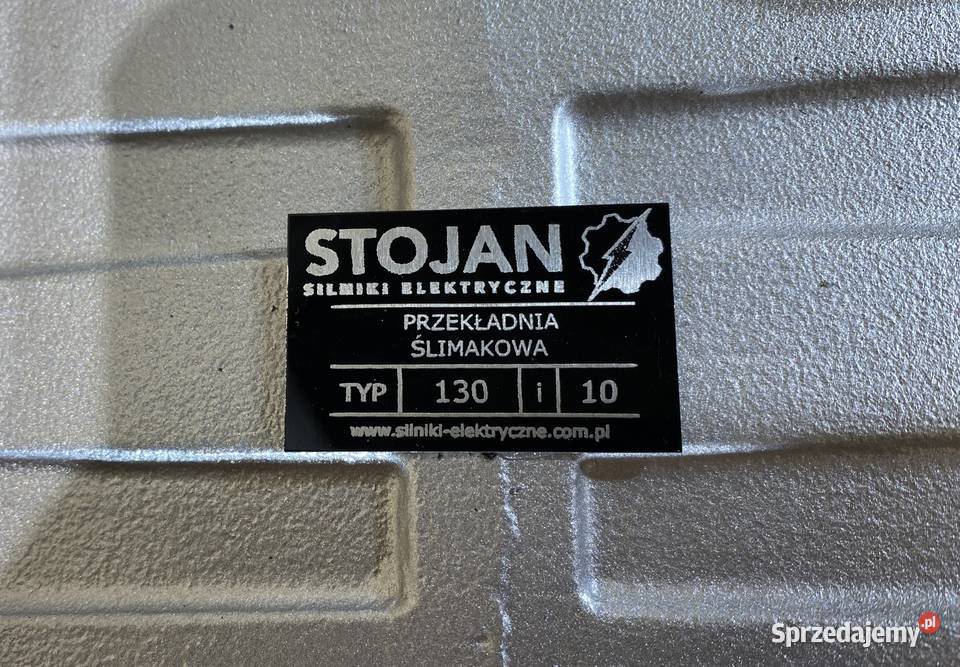 STOJAN
SILNIKI ELEKTRYCZNE
PRZEKŁADNIA
ŚLIMAKOWA
TYP 130 i 10
www.silniki-elektryczne.com.pl
Sprzedajemy.pl